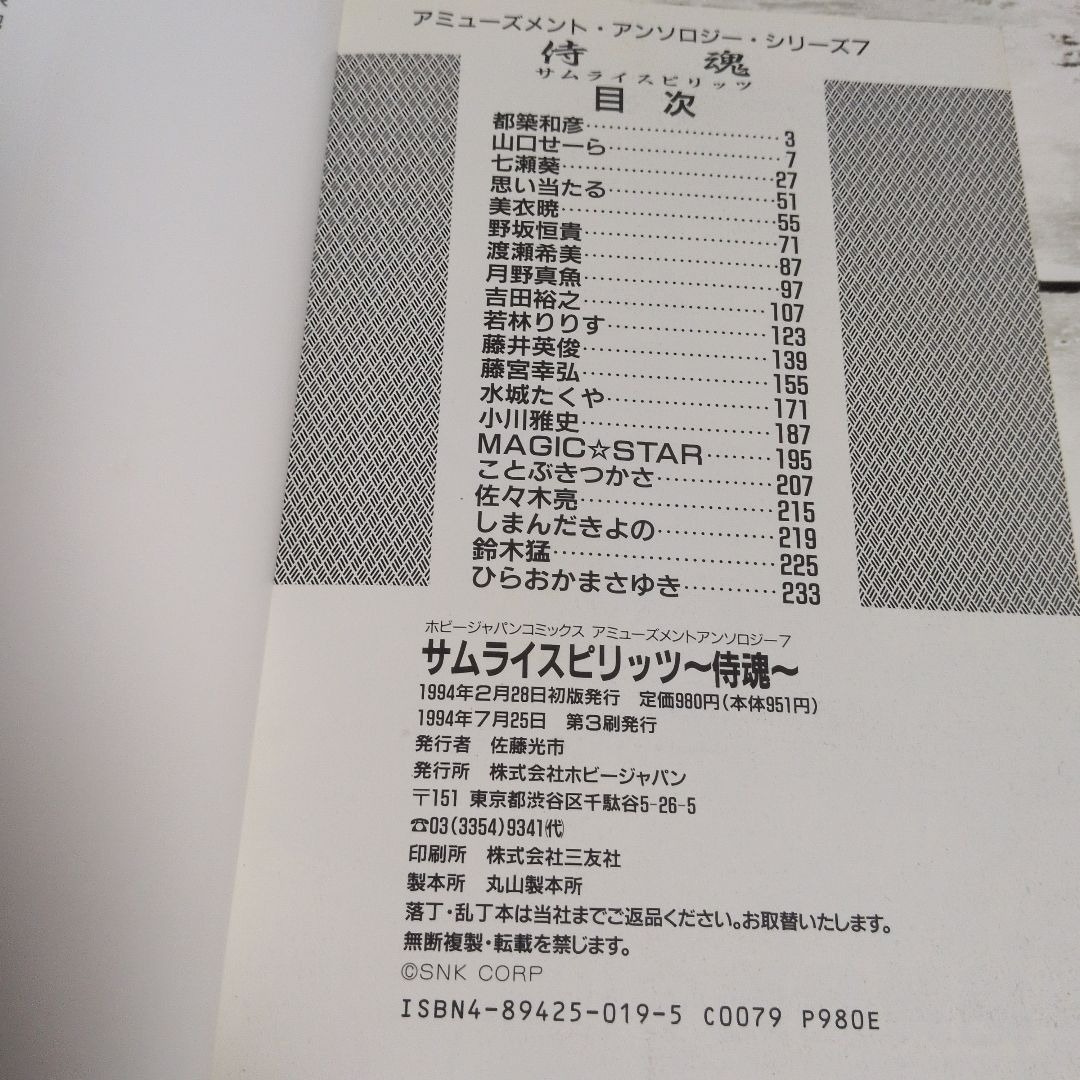 アミューズメント・アンソロジー・シリーズ7
侍魂
サムライスピリッツ
目次
都築和彦 3
山口せーら 7
七瀬葵 27
思い当たる 51
美衣暁 55
野坂恒貴 71
渡瀬希美 87
月野真魚 97
吉田裕之 107
若林りりす 123
藤井英俊 139
藤宮幸弘 155
水城たくや 171
小川雅史 187
MAGIC☆STAR 195
ことぶきつかさ 207
佐々木亮 215
しまんだきよの 219
鈴木猛 225
ひらおかまさゆき 233
ホビージャパンコミックス アミューズメントアンソロジー7
サムライスピリッツ〜侍魂〜
1994年2月28日初版発行 定価980円(本体951円)
1994年7月25日 第3刷発行
発行者 佐藤光市
発行所 株式会社ホビージャパン
〒151 東京都渋谷区千駄谷5-26-5
☎03(3354)9341㈹
印刷所 株式会社三友社
製本所 丸山製本所
落丁・乱丁本は当社までご返品ください。お取替いたします。
無断複製・転載を禁じます。
©SNK CORP
ISBN4-89425-019-5 C0079 P980E